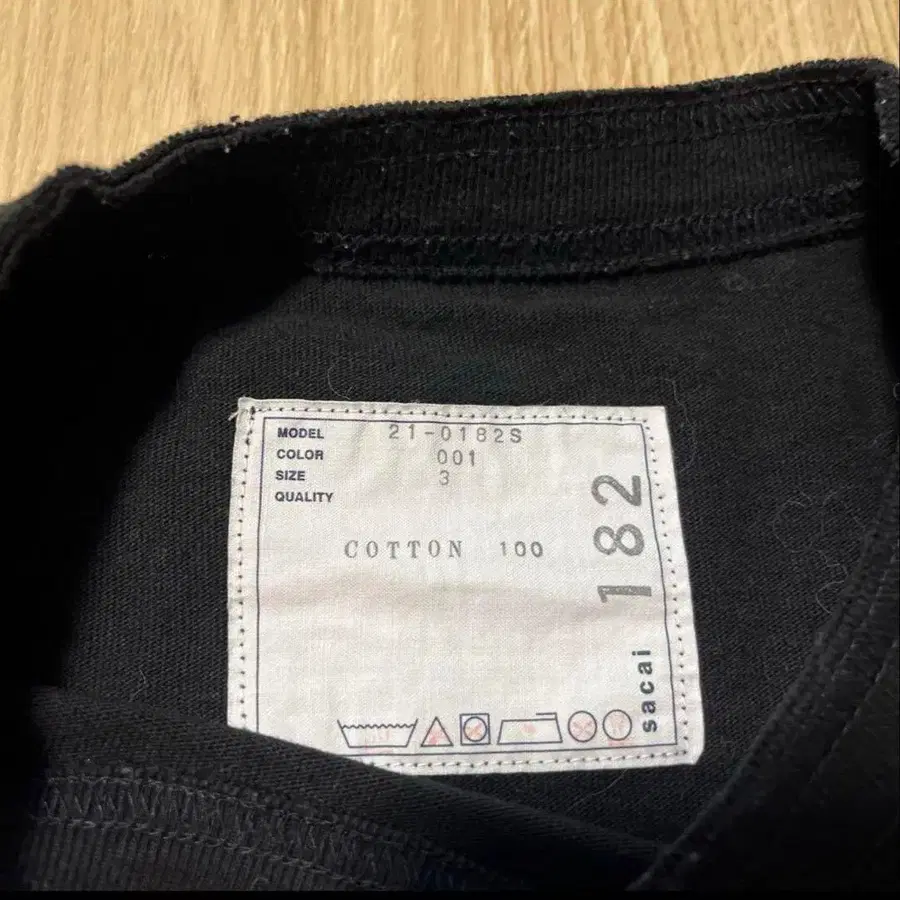 MODEL 21-0182S
COLOR 001
SIZE 3
QUALITY
COTTON 100
182
sacai